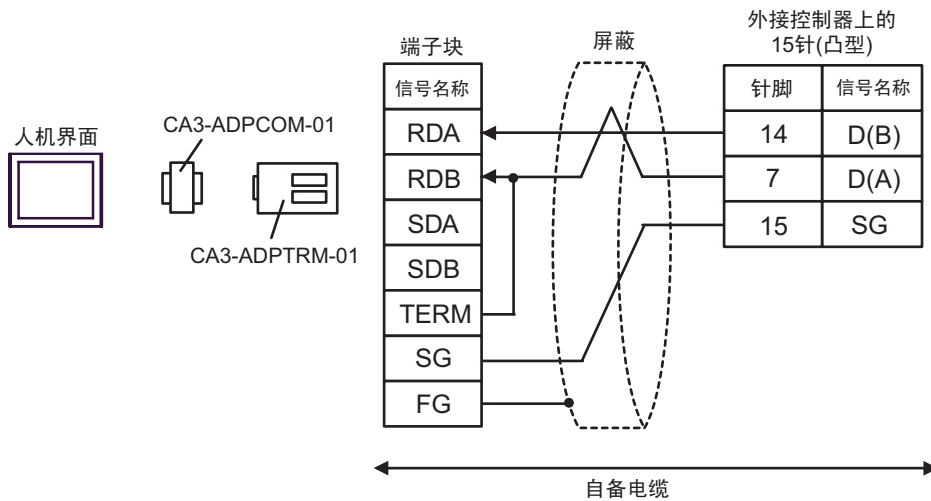 外接控制器上的
15针(凸型)
端子块
屏蔽
信号名称
针脚 信号名称
人机界面
CA3-ADPCOM-01
RDA
14 D(B)
RDB
7 D(A)
SDA
15 SG
CA3-ADPTRM-01
SDB
TERM
SG
FG
自备电缆